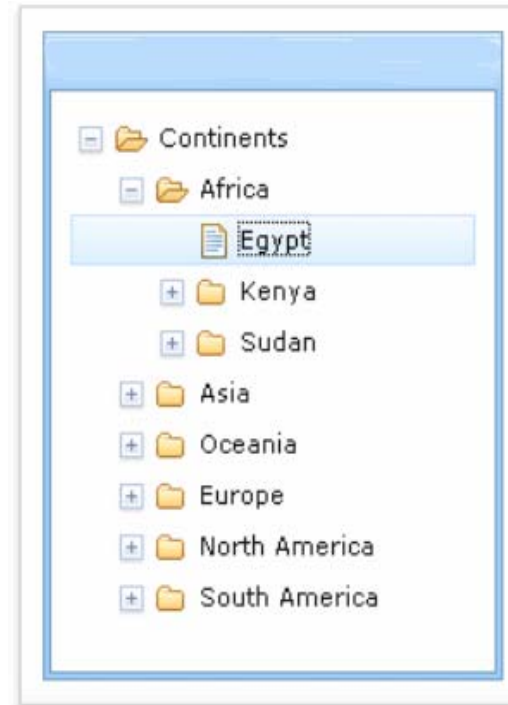 Continents
Africa
Egypt
Kenya
Sudan
Asia
Oceania
Europe
North America
South America